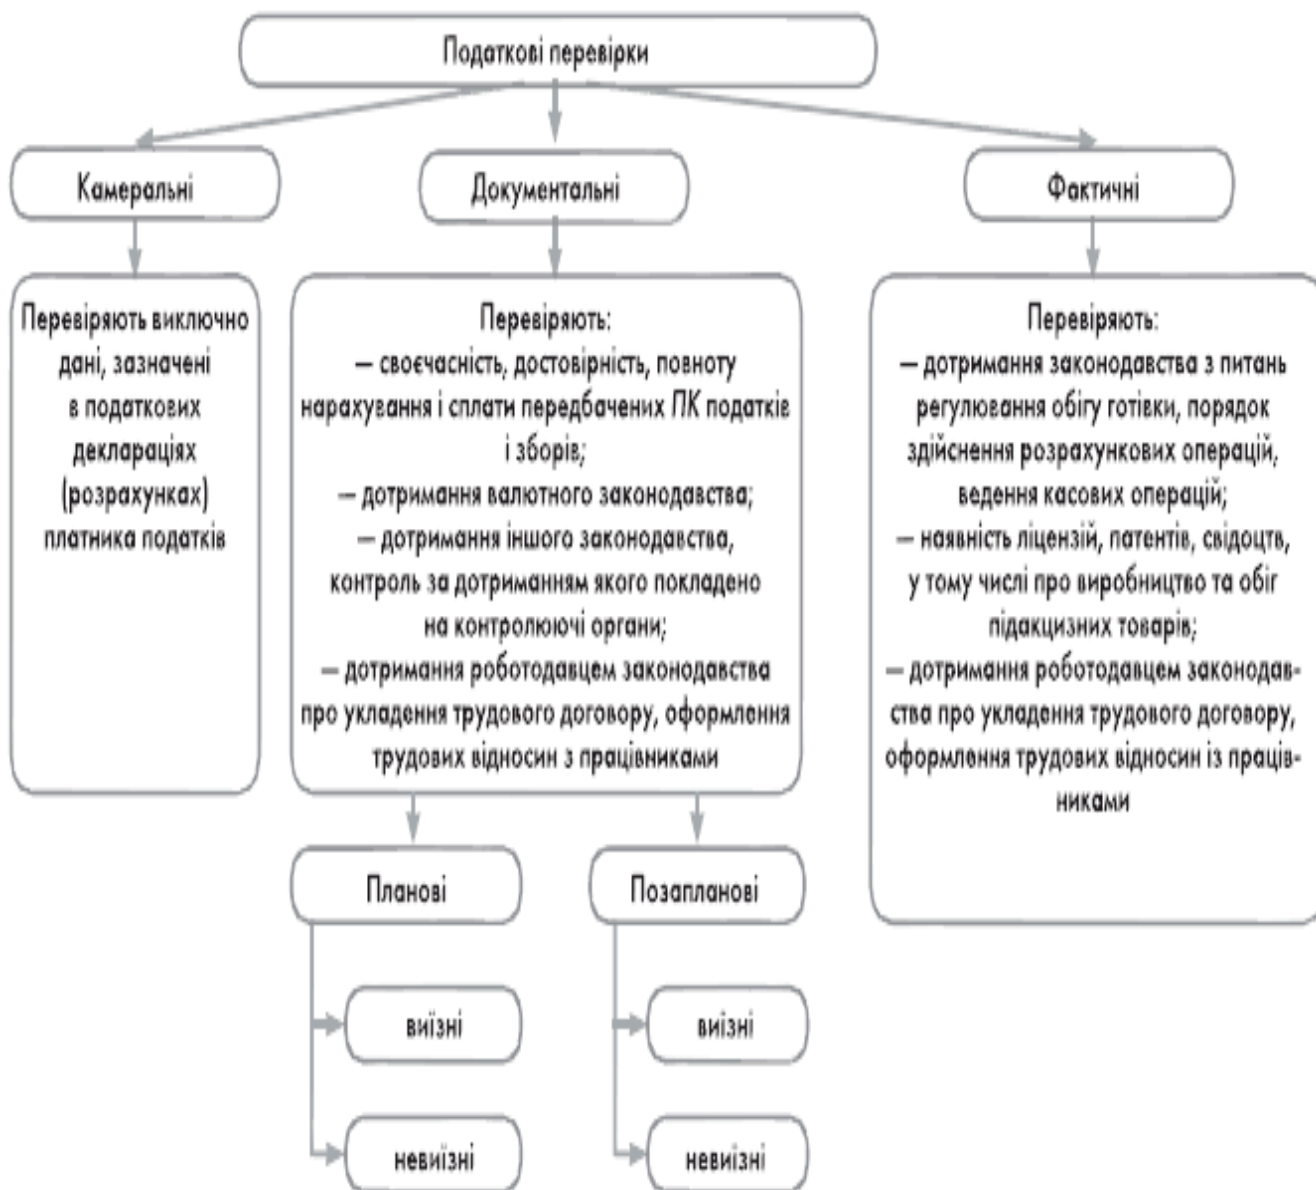 Податкові перевірки
Камеральні
Документальні
Фактичні
Перевіряють виключно
дані, зазначені
в податкових
деклараціях
(розрахунках)
платника податків
Перевіряють:
— своєчасність, достовірність, повноту
нарахування і сплати передбачених ПК податків
і зборів;
— дотримання валютного законодавства;
— дотримання іншого законодавства,
контроль за дотриманням якого покладено
на контролюючі органи;
— дотримання роботодавцем законодавства
про укладення трудового договору, оформлення
трудових відносин з працівниками
Перевіряють:
— дотримання законодавства з питань
регулювання обігу готівки, порядок
здійснення розрахункових операцій,
ведення касових операцій;
— наявність ліцензій, патентів, свідоцтв,
у тому числі про виробництво та обіг
підакцизних товарів;
— дотримання роботодавцем законодав-
ства про укладення трудового договору,
оформлення трудових відносин із праців-
никами
Планові
Позапланові
виїзні
виїзні
невиїзні
невиїзні